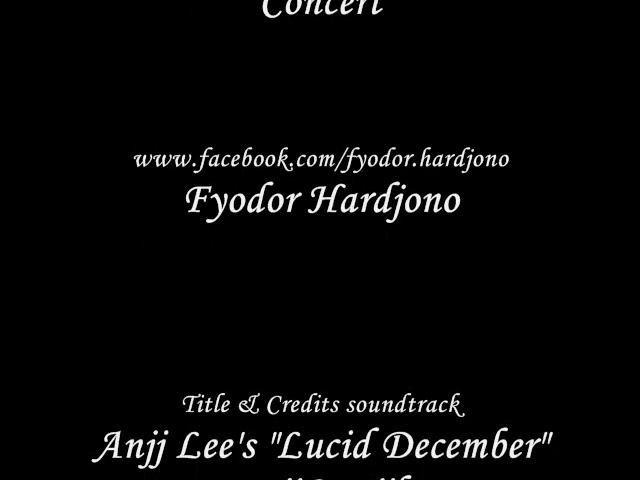 Concert
www.facebook.com/fyodor.hardjono
Fyodor Hardjono
Title & Credits soundtrack
Anjj Lee's "Lucid December"